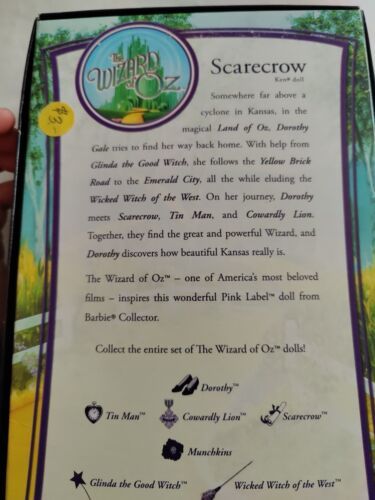 The
WIZARD
of OZ™
Scarecrow
Ken® doll
Somewhere far above a
cyclone in Kansas, in the
magical Land of Oz, Dorothy
Gale tries to find her way back home. With help from
Glinda the Good Witch, she follows the Yellow Brick
Road to the Emerald City, all the while eluding the
Wicked Witch of the West. On her journey, Dorothy
meets Scarecrow, Tin Man, and Cowardly Lion.
Together, they find the great and powerful Wizard, and
Dorothy discovers how beautiful Kansas really is.
The Wizard of Oz™ – one of America's most beloved
films – inspires this wonderful Pink Label™ doll from
Barbie® Collector.
Collect the entire set of The Wizard of Oz™ dolls!
Dorothy™
Tin Man™ Cowardly Lion™ Scarecrow™
Munchkins
Glinda the Good Witch™ Wicked Witch of the West™